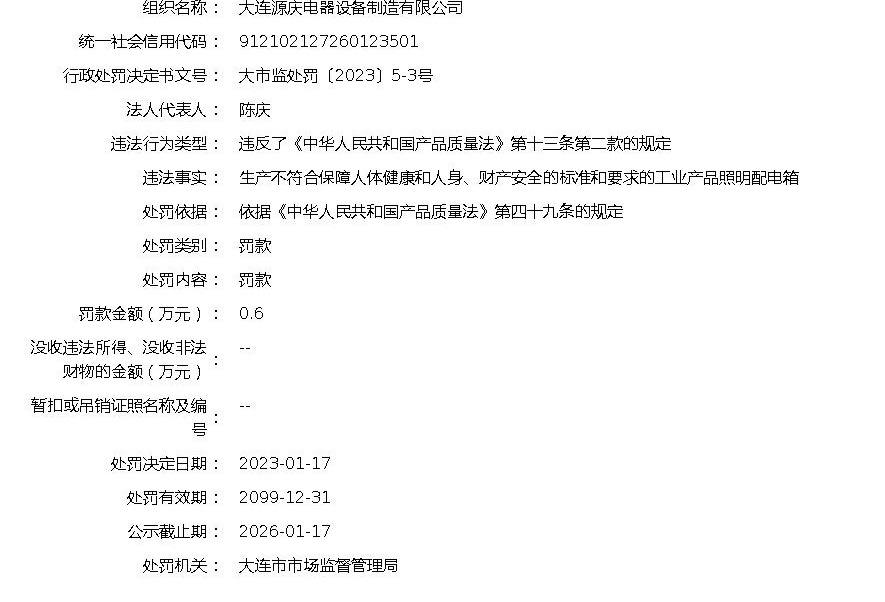 组织名称： 大连源庆电器设备制造有限公司
统一社会信用代码： 912102127260123501
行政处罚决定书文号： 大市监处罚〔2023〕5-3号
法人代表人： 陈庆
违法行为类型： 违反了《中华人民共和国产品质量法》第十三条第二款的规定
违法事实： 生产不符合保障人体健康和人身、财产安全的标准和要求的工业产品照明配电箱
处罚依据： 依据《中华人民共和国产品质量法》第四十九条的规定
处罚类别： 罚款
处罚内容： 罚款
罚款金额（万元）： 0.6
没收违法所得、没收非法
财物的金额（万元）： --
暂扣或吊销证照名称及编
号： --
处罚决定日期： 2023-01-17
处罚有效期： 2099-12-31
公示截止期： 2026-01-17
处罚机关： 大连市市场监督管理局